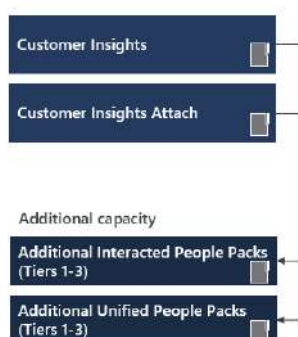 Customer Insights
Customer Insights Attach
Additional capacity
Additional Interacted People Packs
(Tiers 1-3)
Additional Unified People Packs
(Tiers 1-3)